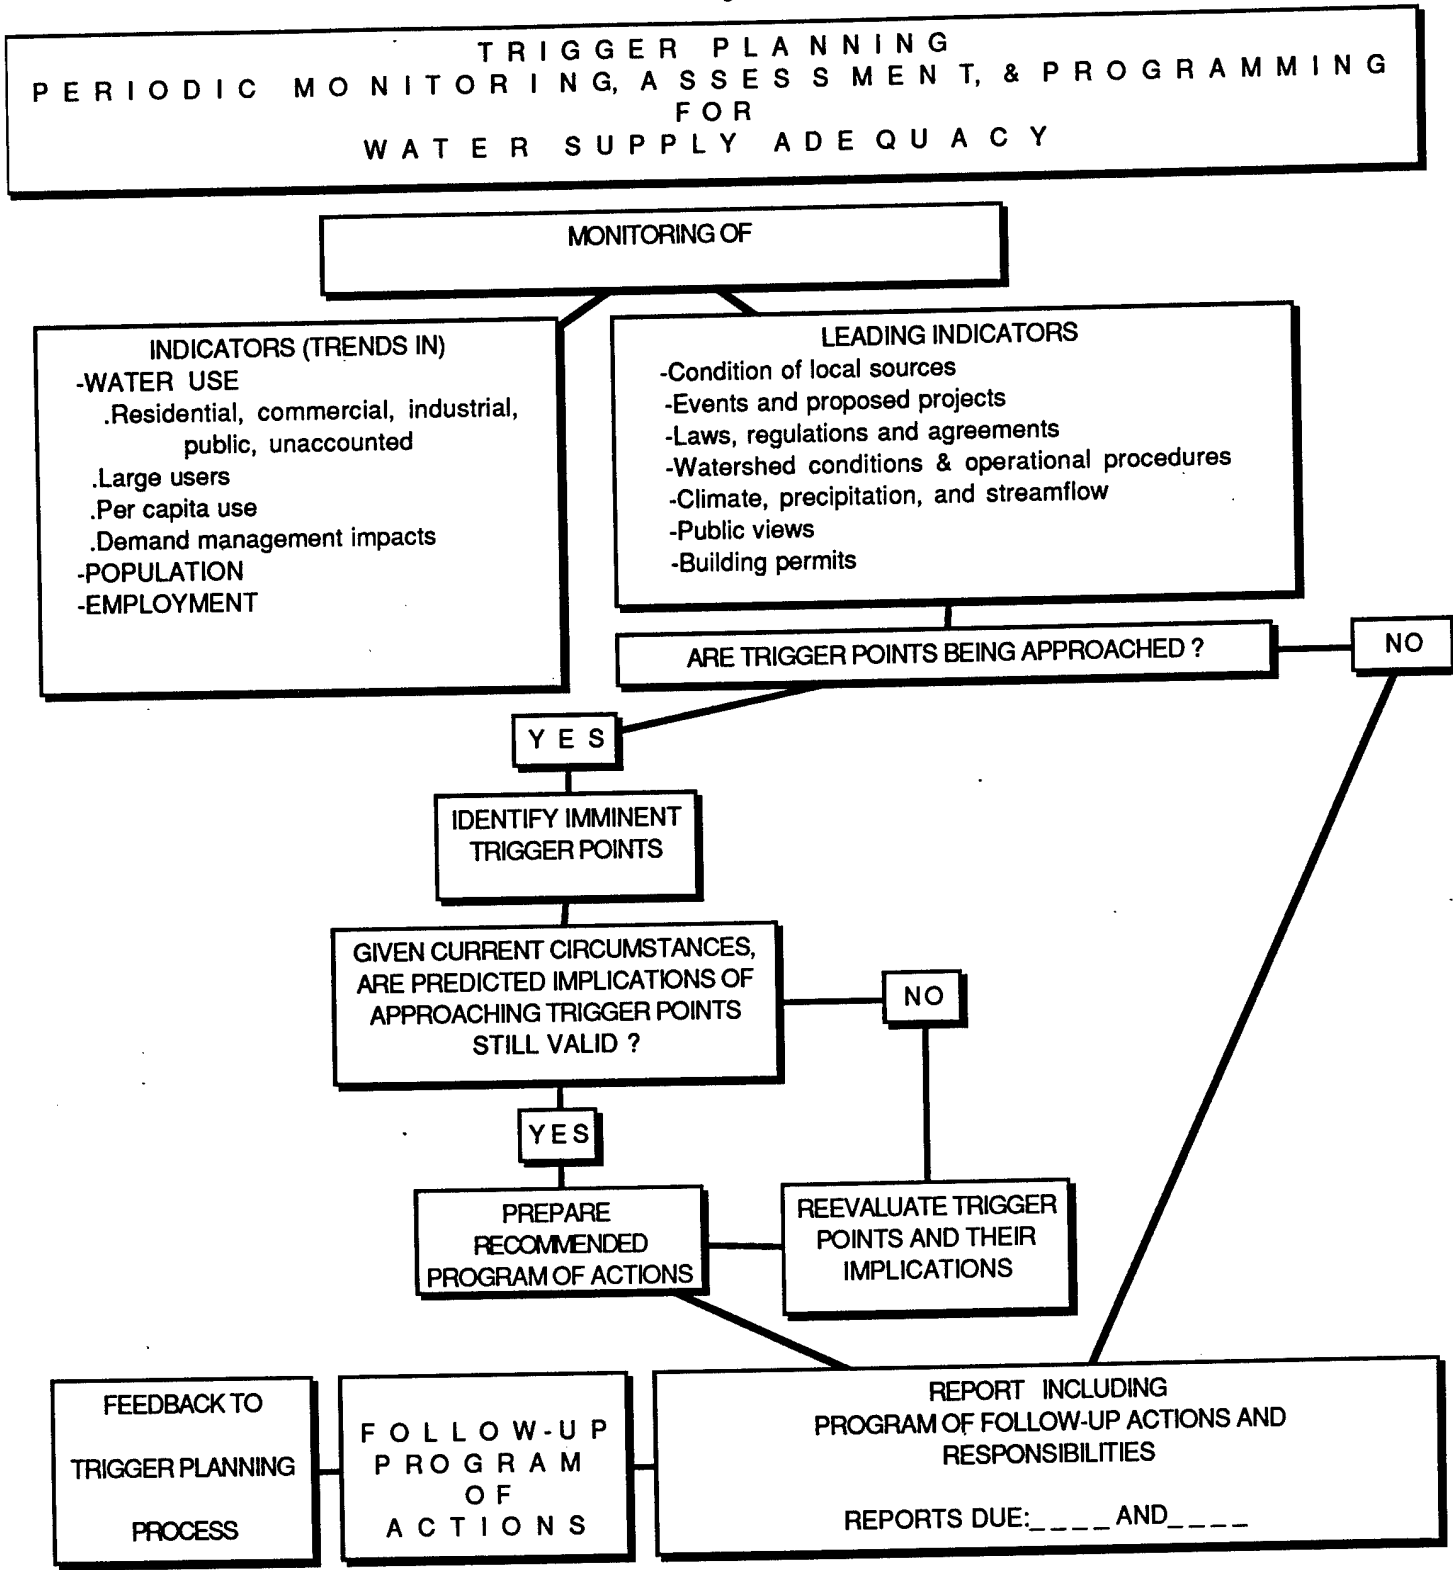 TRIGGER PLANNING
PERIODIC MONITORING, ASSESSMENT, & PROGRAMMING
FOR
WATER SUPPLY ADEQUACY
MONITORING OF
INDICATORS (TRENDS IN)
-WATER USE
.Residential, commercial, industrial,
public, unaccounted
.Large users
.Per capita use
.Demand management impacts
-POPULATION
-EMPLOYMENT
LEADING INDICATORS
-Condition of local sources
-Events and proposed projects
-Laws, regulations and agreements
-Watershed conditions & operational procedures
-Climate, precipitation, and streamflow
-Public views
-Building permits
ARE TRIGGER POINTS BEING APPROACHED ?
NO
YES
IDENTIFY IMMINENT
TRIGGER POINTS
GIVEN CURRENT CIRCUMSTANCES,
ARE PREDICTED IMPLICATIONS OF
APPROACHING TRIGGER POINTS
STILL VALID ?
NO
YES
PREPARE
RECOMMENDED
PROGRAM OF ACTIONS
REEVALUATE TRIGGER
POINTS AND THEIR
IMPLICATIONS
FEEDBACK TO
TRIGGER PLANNING
PROCESS
FOLLOW-UP
PROGRAM
OF
ACTIONS
REPORT INCLUDING
PROGRAM OF FOLLOW-UP ACTIONS AND
RESPONSIBILITIES
REPORTS DUE:____ AND____